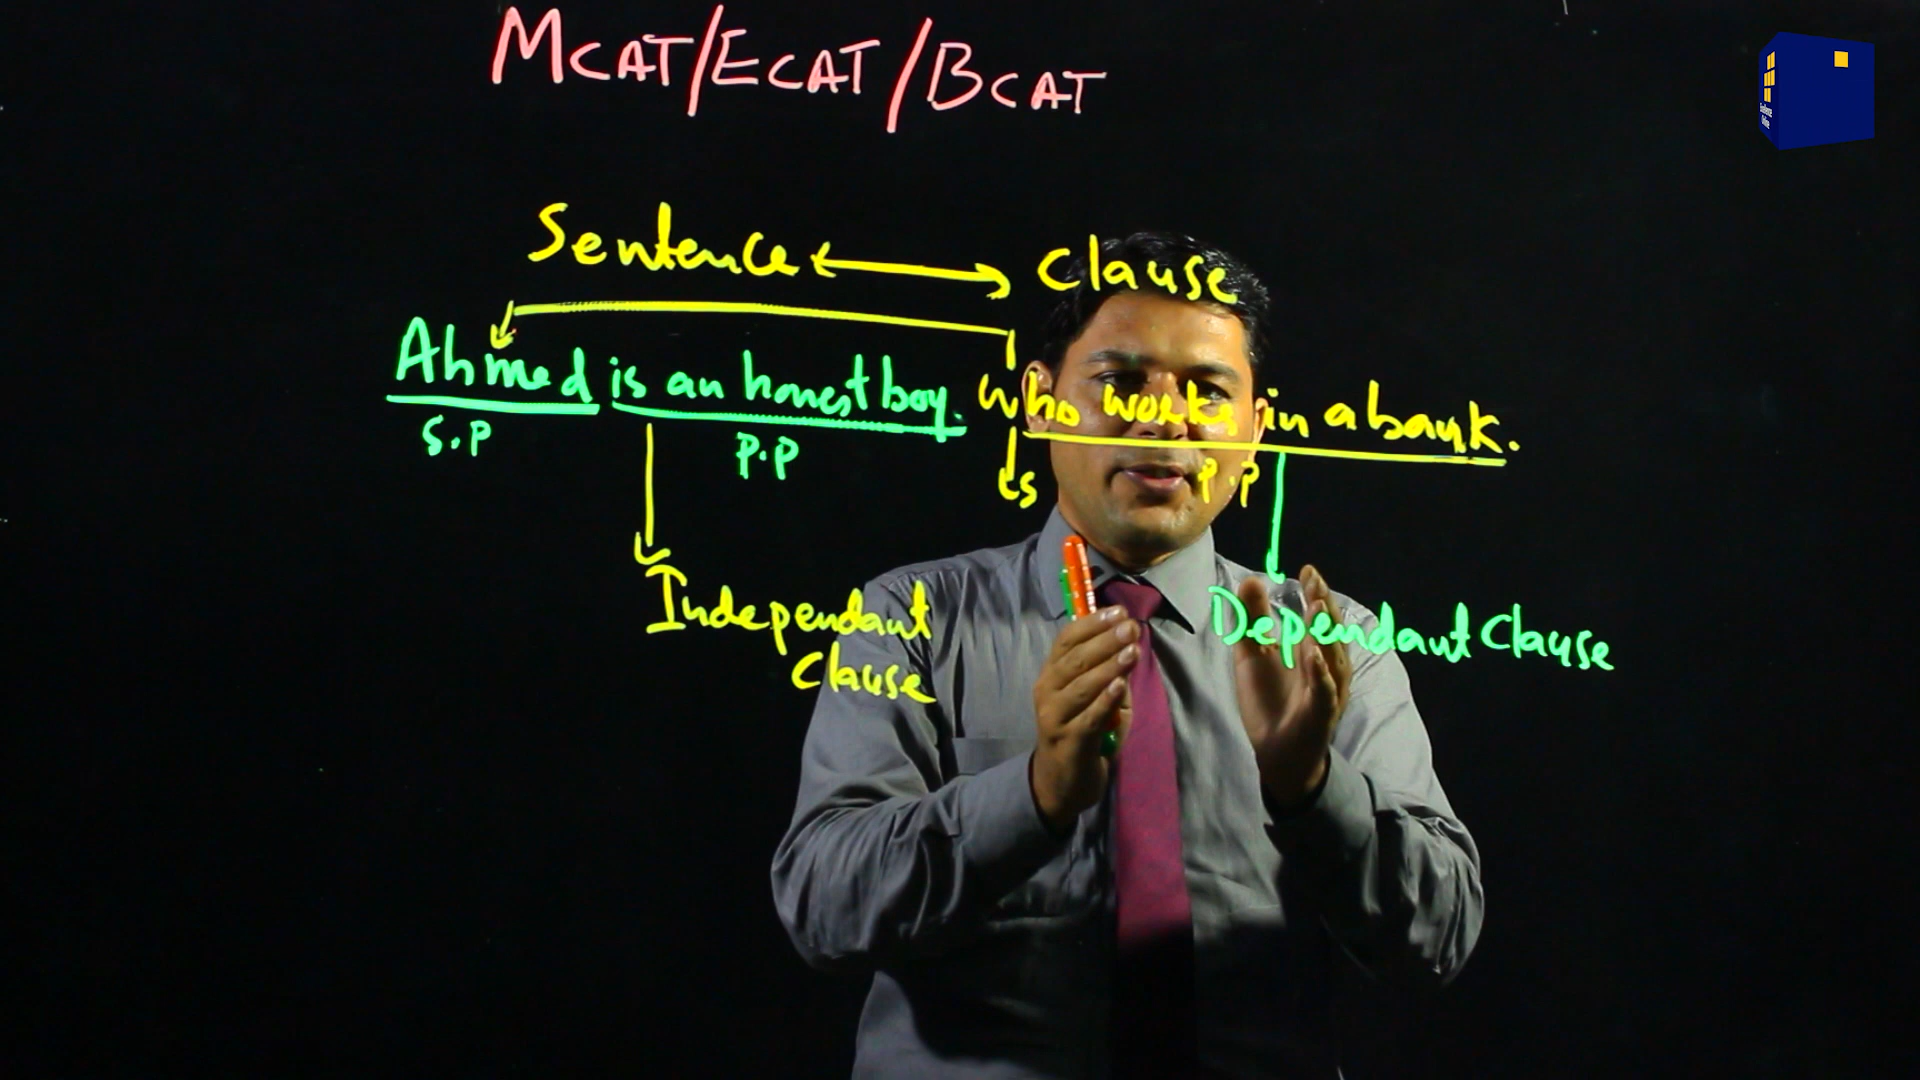 MCAT/ECAT/BCAT
Sentence Clause
Ahmed is an honest boy. who works in a bank.
S.P P.P S P.P
Independant Dependant Clause
Clause